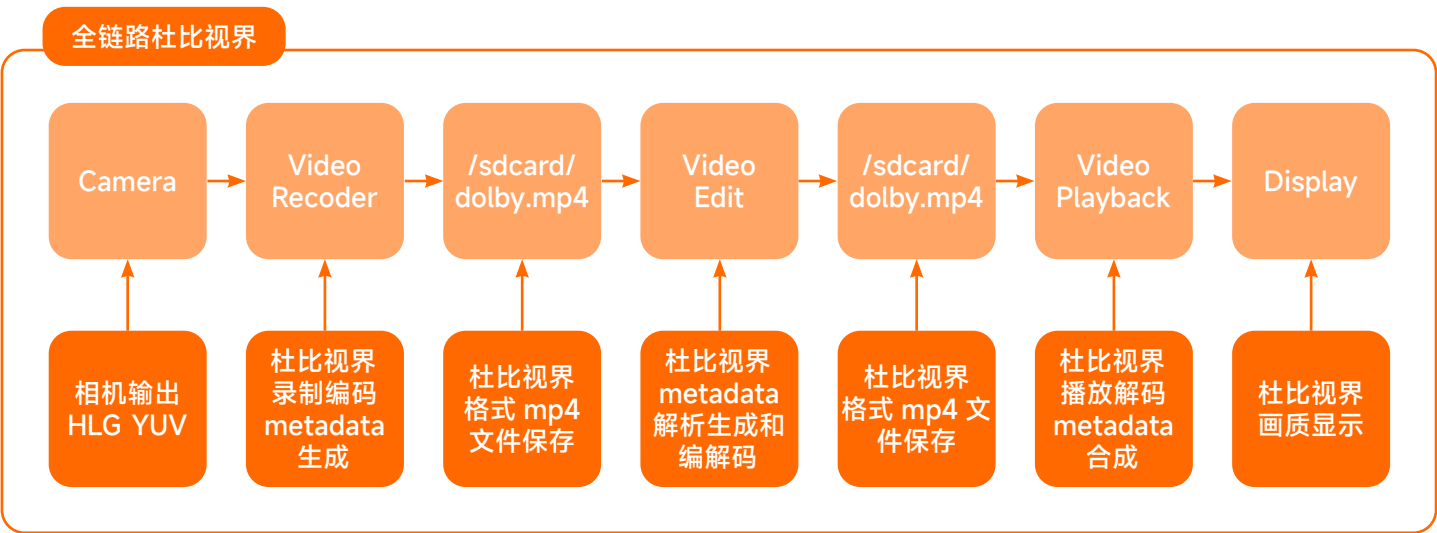 全链路杜比视界
Camera
Video
Recoder
/sdcard/
dolby.mp4
Video
Edit
/sdcard/
dolby.mp4
Video
Playback
Display
相机输出
HLG YUV
杜比视界
录制编码
metadata
生成
杜比视界
格式 mp4
文件保存
杜比视界
metadata
解析生成和
编解码
杜比视界
格式 mp4 文
件保存
杜比视界
播放解码
metadata
合成
杜比视界
画质显示